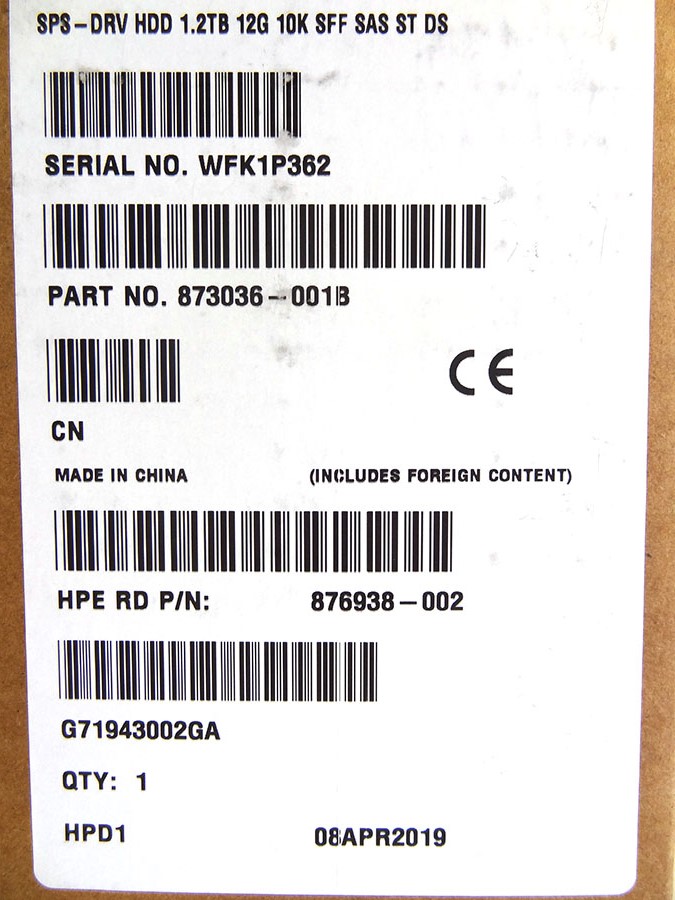 SPS-DRV HDD 1.2TB 12G 10K SFF SAS ST DS
SERIAL NO. WFK1P362
PART NO. 873036-001B
CE
CN
MADE IN CHINA (INCLUDES FOREIGN CONTENT)
HPE RD P/N: 876938-002
G71943002GA
QTY: 1
HPD1 08APR2019